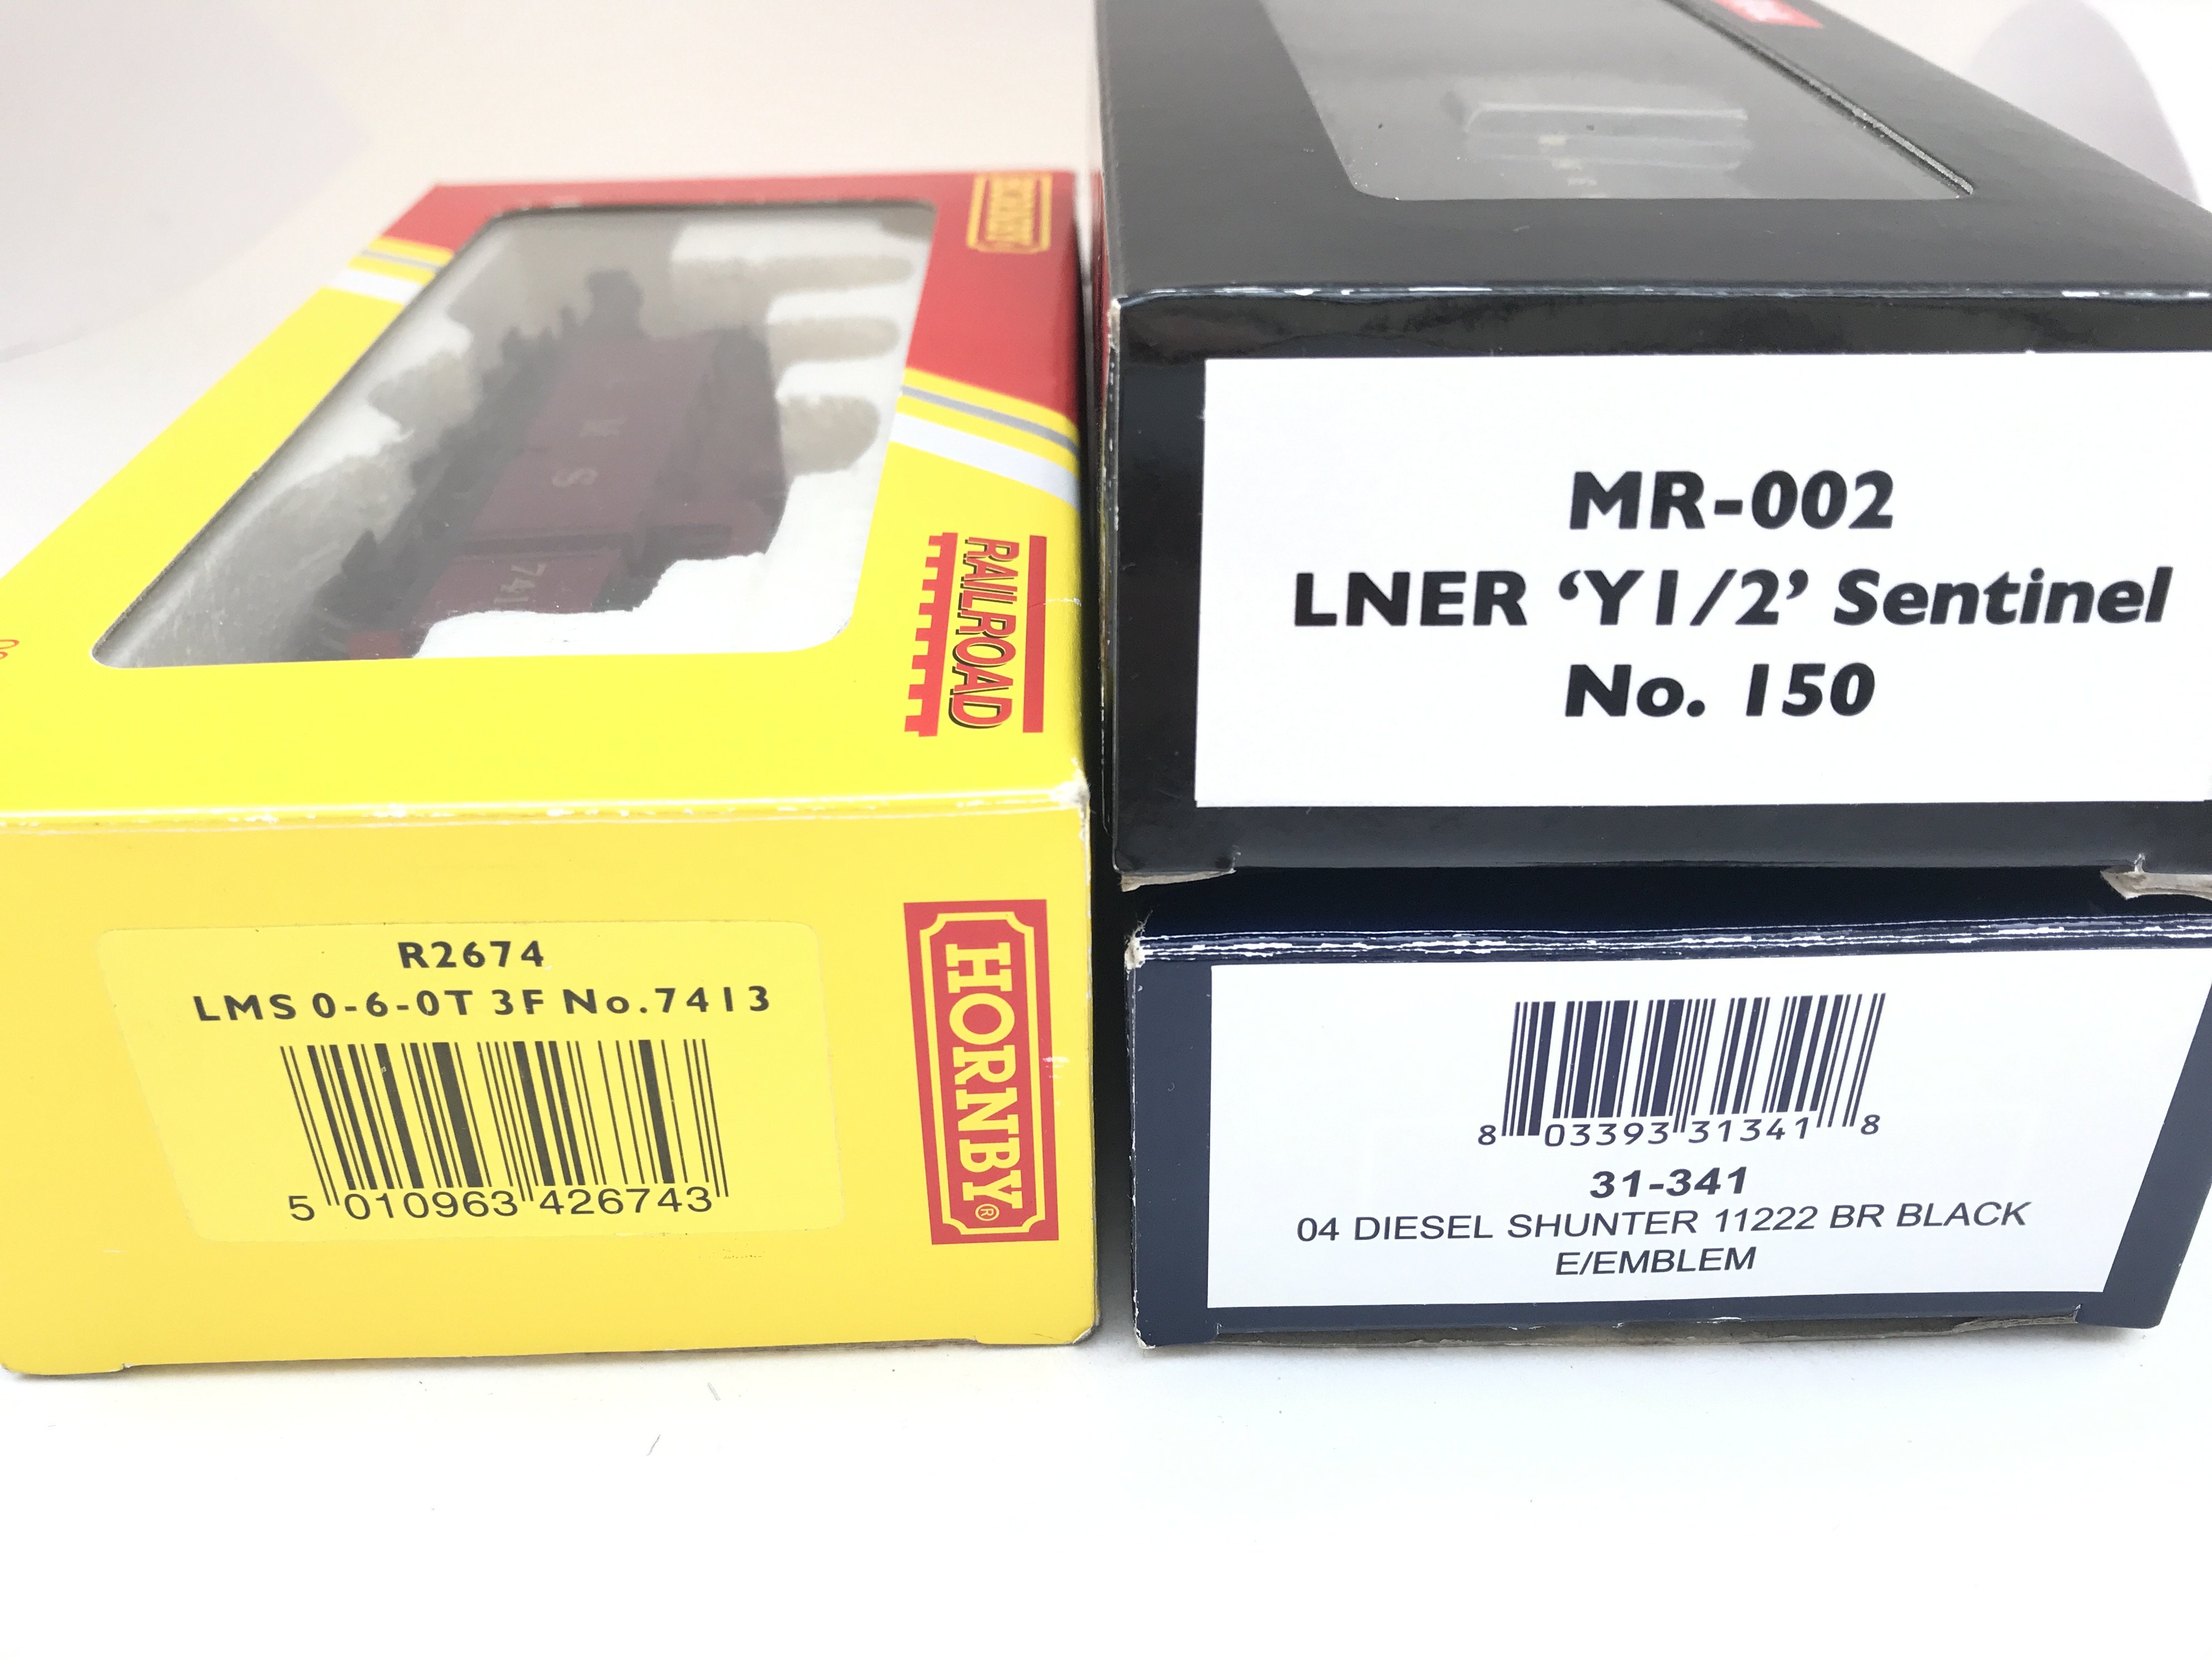 HORNBY
L M S
741
RAILROAD
R2674
LMS 0-6-0T 3F No.7413
5 010963 426743
HORNBY®
MR-002
LNER ‘Y1/2’ Sentinel
No. 150
8 03393 31341 8
31-341
04 DIESEL SHUNTER 11222 BR BLACK
E/EMBLEM